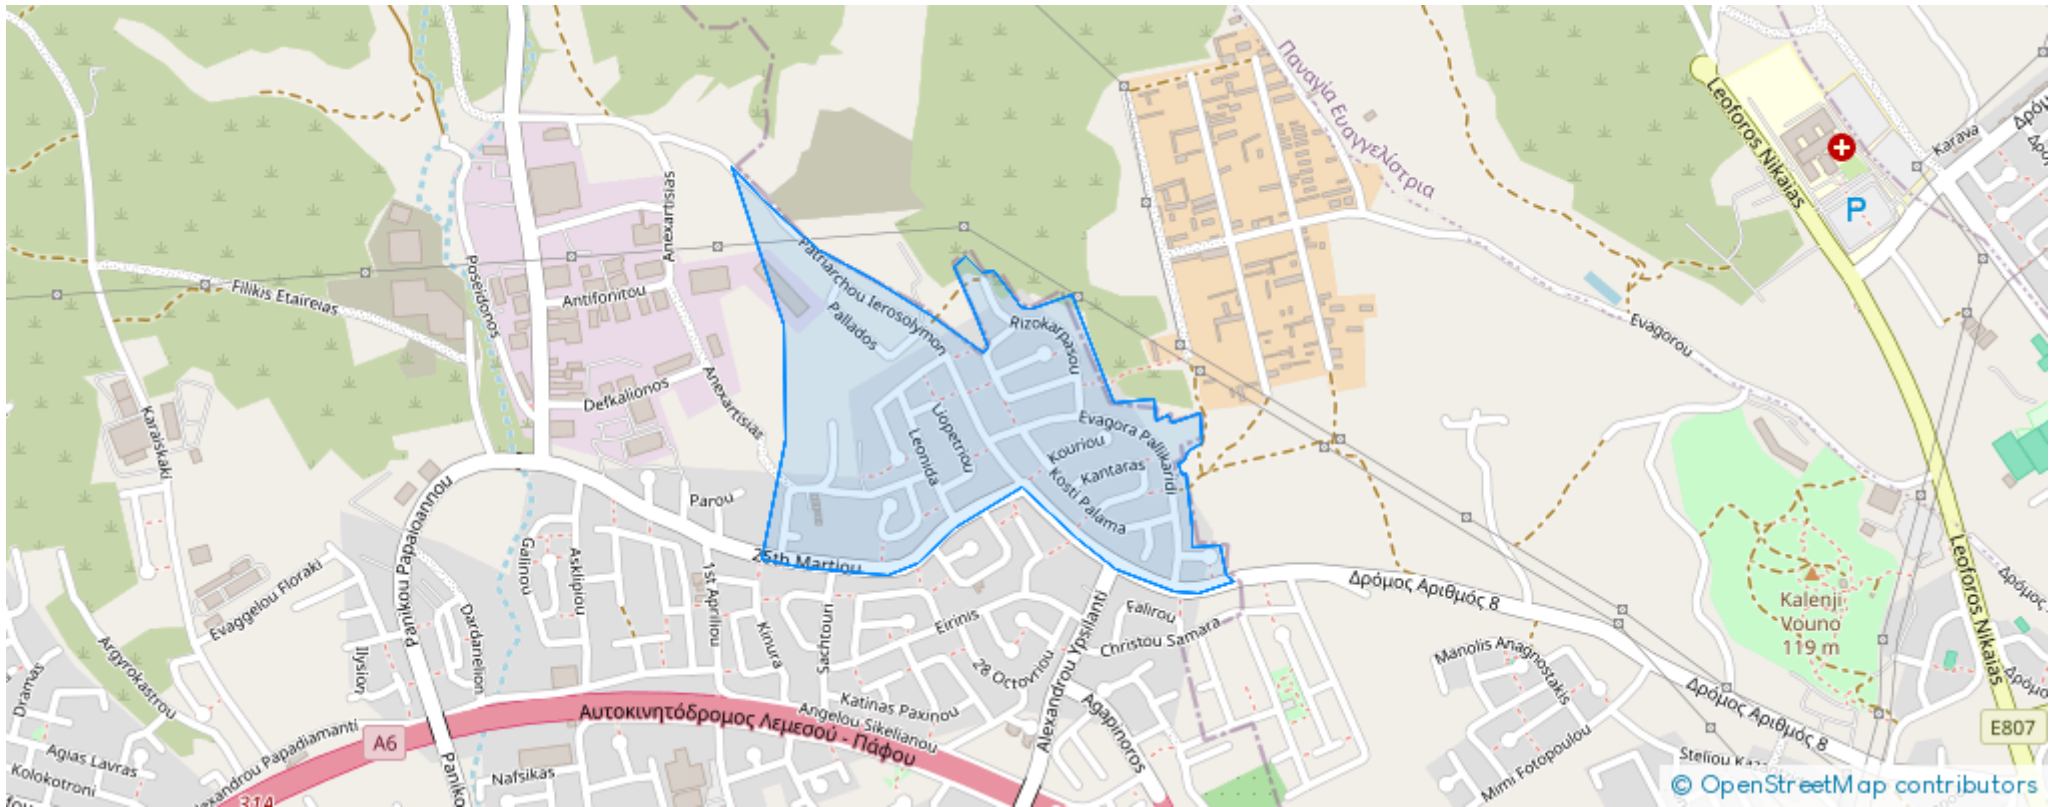 Παναγία Ευαγγελίστρια
Leoforos Nikaias
Karava
P
Anexartisias
Patriarchou Ierosolymon
Poseidonos
Filikis Etaireias
Antifonitou
Pallados
Rizokarpasou
Evagorou
Defkalionos
Anexartisias
Karaiskaki
Liopetriou
Leonida
Evagora Pallikaridi
Kouriou
Kantaras
Kosti Palama
Panikou Papaioannou
Parou
Galinou
Asklipiou
25th Martiou
1st Apriliou
Evaggelou Floraki
Leoforos Nikaias
Δρόμος Αριθμός 8
Kalenji
Vouno
119 m
Dardanelion
Ilysion
Argyrokastrou
Dramas
Kinura
Sachtouri
Eirinis
28 Octovriou
Alexandrou Ypsilanti
Falirou
Christou Samara
Manolis Anagnostakis
Δρόμος Αριθμός 8
Katinas Paxinou
Angelou Sikelianou
Agapinoros
Αυτοκινητόδρομος Λεμεσού - Πάφου
A6
E807
Mimi Fotopoulou
Agias Lavras
Kolokotroni
Nafsikas
31A
© OpenStreetMap contributors